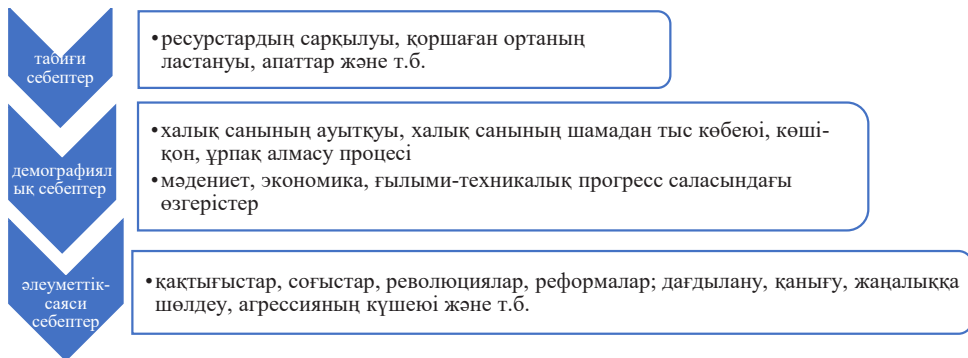 табиғи
себептер
•ресурстардың сарқылуы, қоршаған ортаның
ластануы, апаттар және т.б.
демографиял
ық себептер
•халық санының ауытқуы, халық санының шамадан тыс көбеюі, көші-
қон, ұрпақ алмасу процесі
•мәдениет, экономика, ғылыми-техникалық прогресс саласындағы
өзгерістер
әлеуметтік-
саяси
себептер
•қақтығыстар, соғыстар, революциялар, реформалар; дағдылану, қанығу, жаңалыққа
шөлдеу, агрессияның күшеюі және т.б.